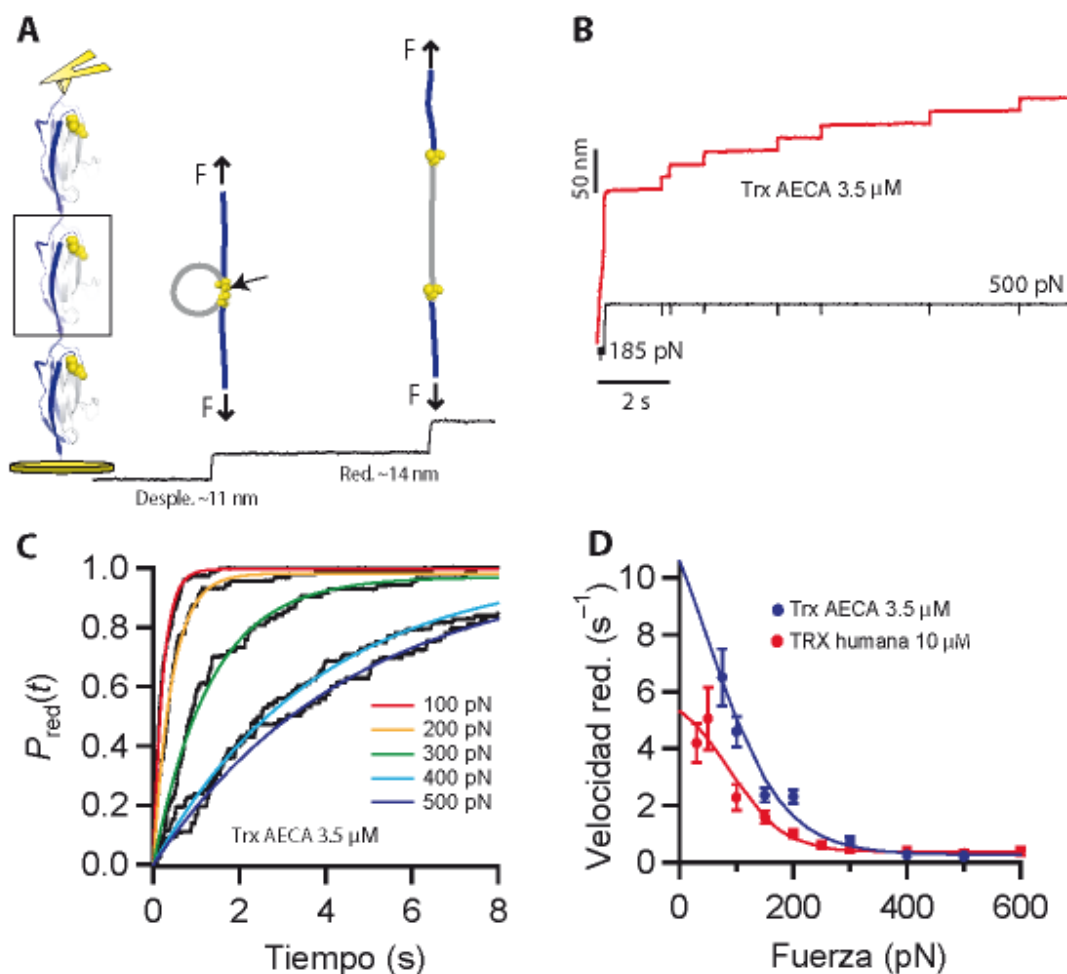 A
F
F
F
F
Desple. ~11 nm
Red. ~14 nm
B
50 nm
Trx AECA 3.5 µM
500 pN
185 pN
2 s
C
1.0
0.8
0.6
0.4
0.2
0.0
P_red(t)
100 pN
200 pN
300 pN
400 pN
500 pN
Trx AECA 3.5 µM
0 2 4 6 8
Tiempo (s)
D
10
8
6
4
2
0
Velocidad red. (s⁻¹)
Trx AECA 3.5 µM
TRX humana 10 µM
0 200 400 600
Fuerza (pN)